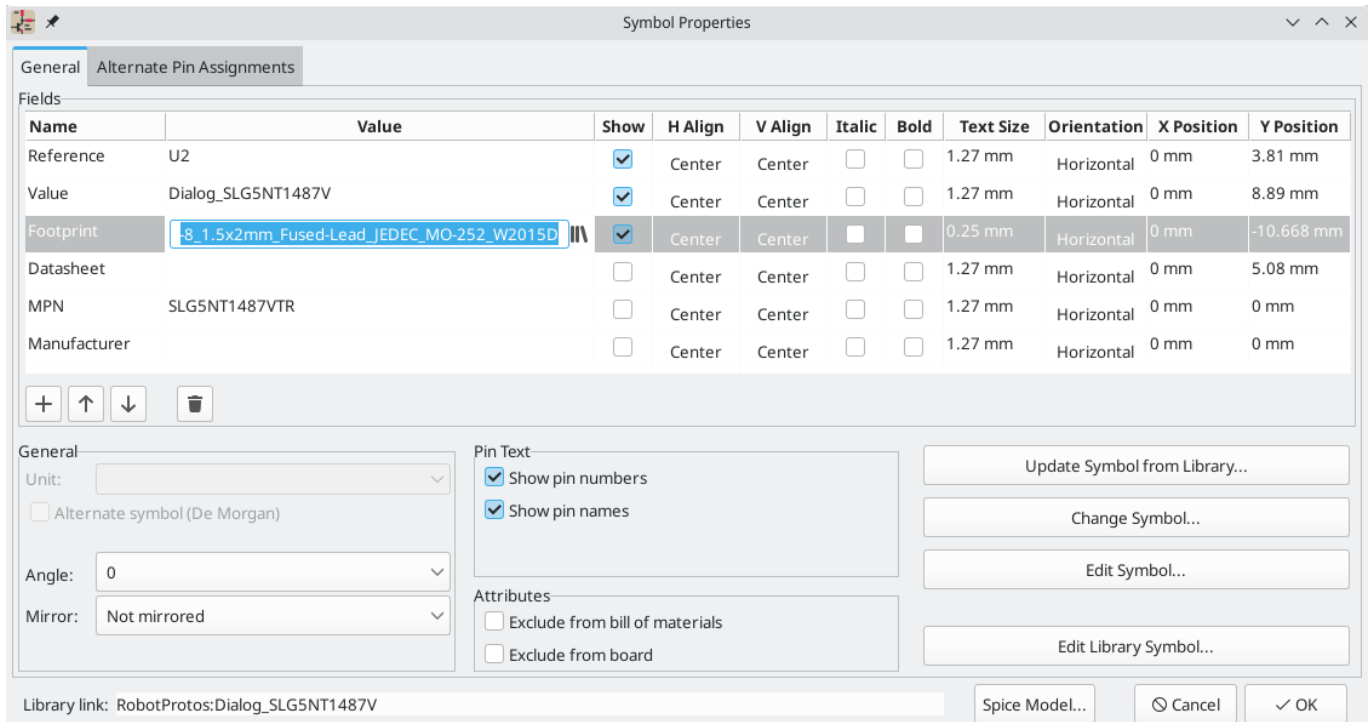 Symbol Properties
General Alternate Pin Assignments
Fields
Name Value Show H Align V Align Italic Bold Text Size Orientation X Position Y Position
Reference U2 Center Center 1.27 mm Horizontal 0 mm 3.81 mm
Value Dialog_SLG5NT1487V Center Center 1.27 mm Horizontal 0 mm 8.89 mm
Footprint -8_1.5x2mm_Fused-Lead_JEDEC_MO-252_W2015D Center Center 0.25 mm Horizontal 0 mm -10.668 mm
Datasheet Center Center 1.27 mm Horizontal 0 mm 5.08 mm
MPN SLG5NT1487VTR Center Center 1.27 mm Horizontal 0 mm 0 mm
Manufacturer Center Center 1.27 mm Horizontal 0 mm 0 mm
General
Unit:
Alternate symbol (De Morgan)
Angle: 0
Mirror: Not mirrored
Pin Text
Show pin numbers
Show pin names
Attributes
Exclude from bill of materials
Exclude from board
Update Symbol from Library...
Change Symbol...
Edit Symbol...
Edit Library Symbol...
Library link: RobotProtos:Dialog_SLG5NT1487V
Spice Model... Cancel OK